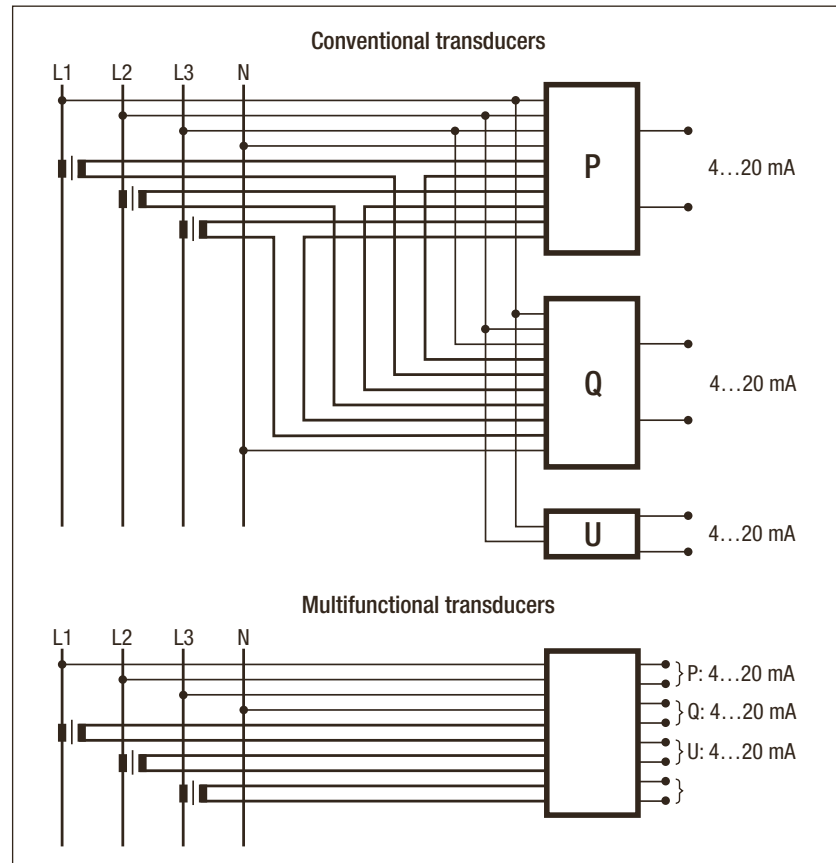 Conventional transducers
L1 L2 L3 N
P
4…20 mA
Q
4…20 mA
U
4…20 mA
Multifunctional transducers
L1 L2 L3 N
P: 4…20 mA
Q: 4…20 mA
U: 4…20 mA